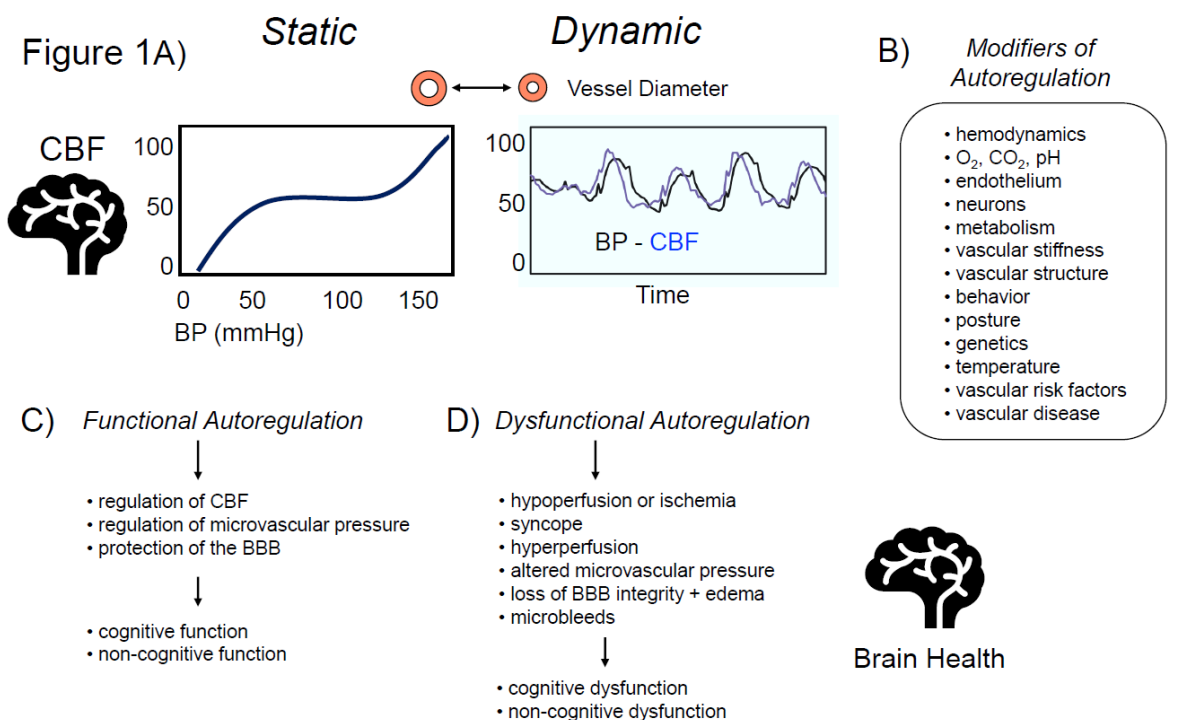 Figure 1A)
Static
Dynamic
Vessel Diameter
CBF
100
50
0
0 50 100 150
BP (mmHg)
100
50
0
BP - CBF
Time
B) Modifiers of
Autoregulation
• hemodynamics
• O₂, CO₂, pH
• endothelium
• neurons
• metabolism
• vascular stiffness
• vascular structure
• behavior
• posture
• genetics
• temperature
• vascular risk factors
• vascular disease
C) Functional Autoregulation
• regulation of CBF
• regulation of microvascular pressure
• protection of the BBB
• cognitive function
• non-cognitive function
D) Dysfunctional Autoregulation
• hypoperfusion or ischemia
• syncope
• hyperperfusion
• altered microvascular pressure
• loss of BBB integrity + edema
• microbleeds
• cognitive dysfunction
• non-cognitive dysfunction
Brain Health